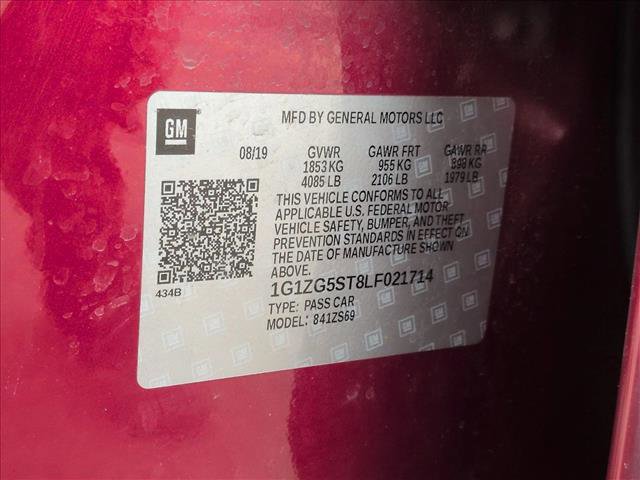 GM
MFD BY GENERAL MOTORS LLC
08/19 GVWR GAWR FRT GAWR RR
1853 KG 955 KG 898 KG
4085 LB 2106 LB 1979 LB
THIS VEHICLE CONFORMS TO ALL
APPLICABLE U.S. FEDERAL MOTOR
VEHICLE SAFETY, BUMPER, AND THEFT
PREVENTION STANDARDS IN EFFECT ON
THE DATE OF MANUFACTURE SHOWN
ABOVE.
434B
1G1ZG5ST8LF021714
TYPE: PASS CAR
MODEL: 841ZS69